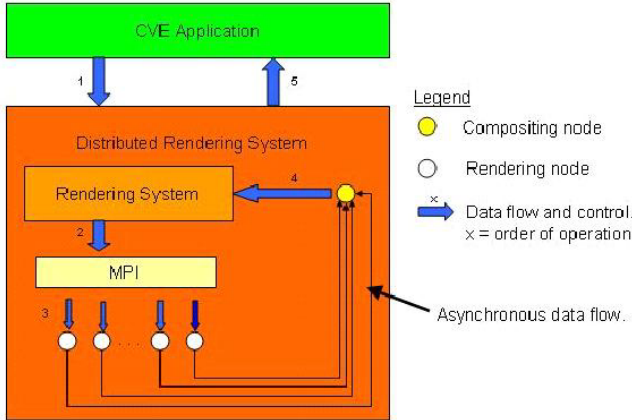 CVE Application
1
5
Distributed Rendering System
Rendering System
4
2
MPI
3
. . .
Legend
Compositing node
Rendering node
x
Data flow and control.
x = order of operation
Asynchronous data flow.